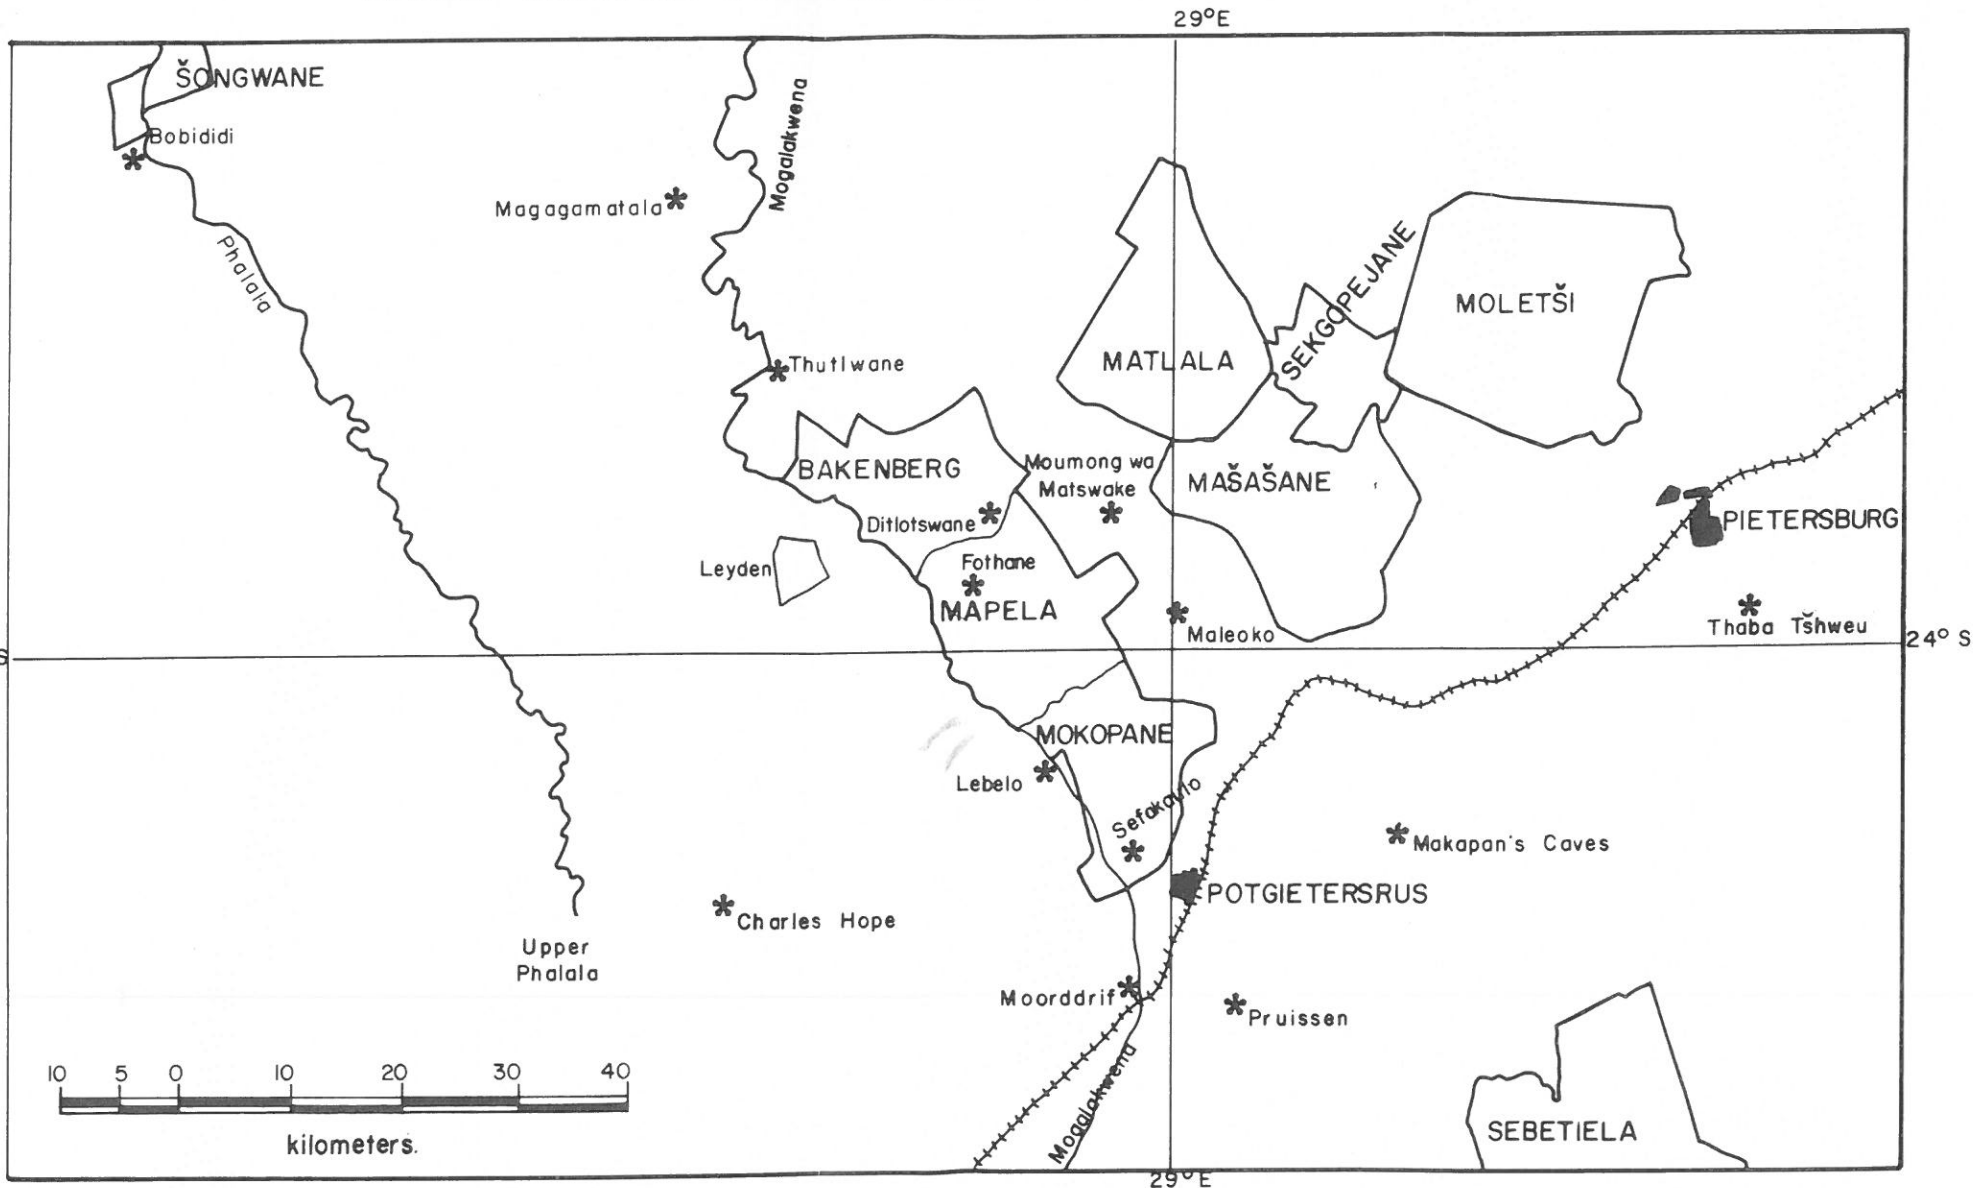 29°E
ŠONGWANE
Bobididi
Mogalakwena
Magagamatala
Phalala
SEKGOPEJANE
MOLETŠI
MATLALA
Thutlwane
BAKENBERG
Moumong wa
Matswake
MAŠAŠANE
Ditlotswane
PIETERSBURG
Leyden
Fothane
MAPELA
Maleoko
Thaba Tšhweu
S
24° S
MOKOPANE
Lebelo
Sefakaulo
Makapan's Caves
POTGIETERSRUS
Charles Hope
Upper
Phalala
Moorddrif
Pruissen
Mogalakwena
10 5 0 10 20 30 40
kilometers.
SEBETIELA
29°E